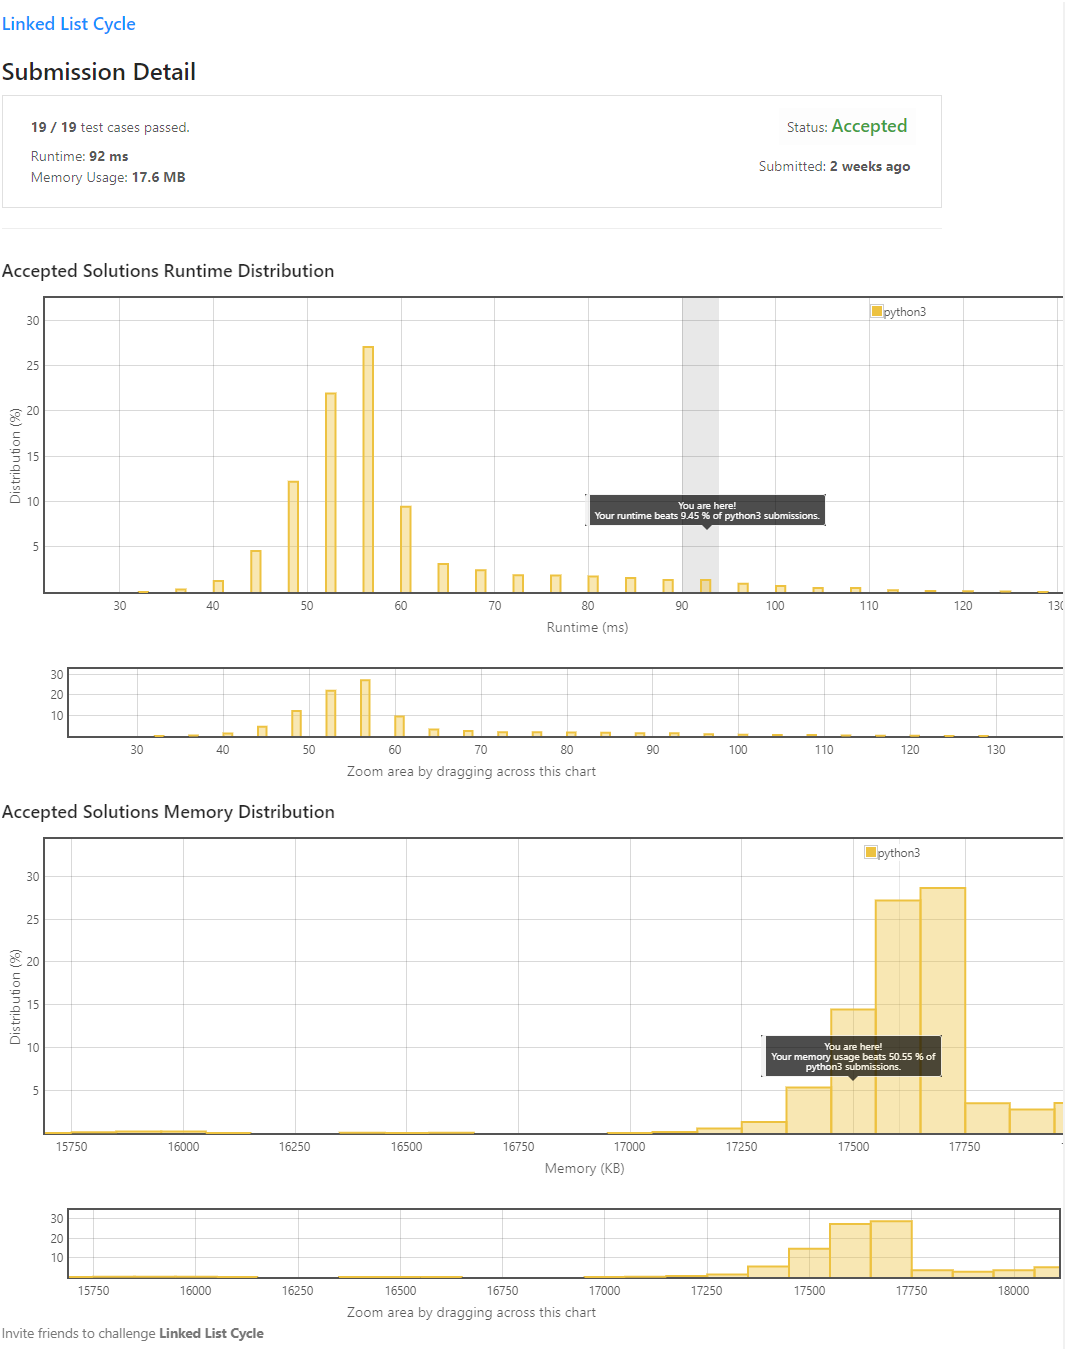 Linked List Cycle
Submission Detail
19 / 19 test cases passed.
Status: Accepted
Runtime: 92 ms
Submitted: 2 weeks ago
Memory Usage: 17.6 MB
Accepted Solutions Runtime Distribution
python3
30
25
20
15
10
5
Distribution (%)
You are here!
Your runtime beats 9.45 % of python3 submissions.
30 40 50 60 70 80 90 100 110 120 130
Runtime (ms)
30
20
10
30 40 50 60 70 80 90 100 110 120 130
Zoom area by dragging across this chart
Accepted Solutions Memory Distribution
python3
30
25
20
15
10
5
Distribution (%)
You are here!
Your memory usage beats 50.55 % of
python3 submissions.
15750 16000 16250 16500 16750 17000 17250 17500 17750
Memory (KB)
30
20
10
15750 16000 16250 16500 16750 17000 17250 17500 17750 18000
Zoom area by dragging across this chart
Invite friends to challenge Linked List Cycle